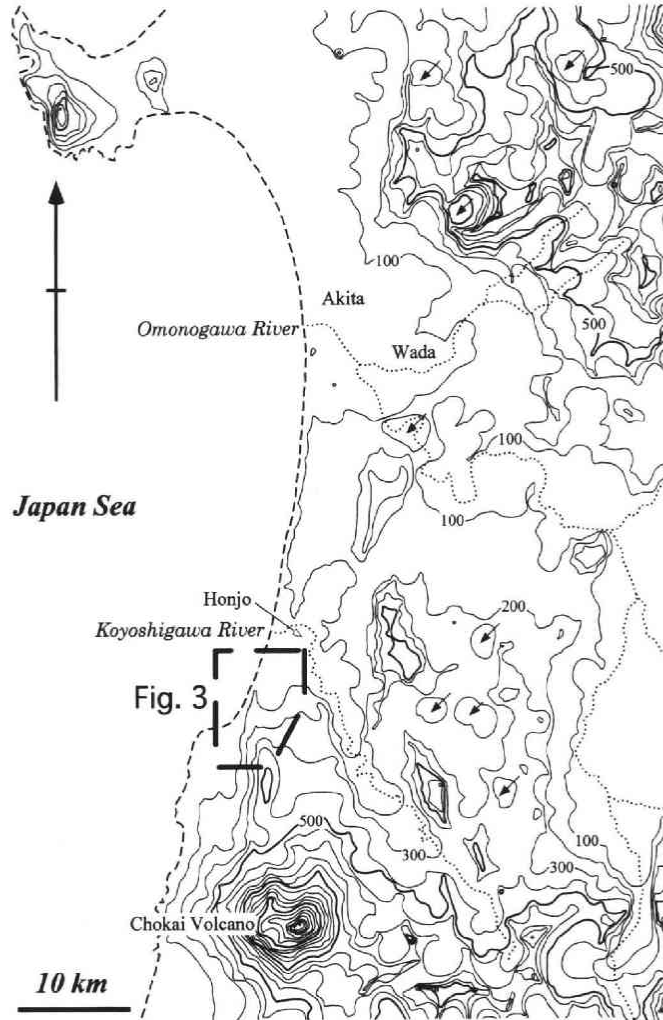 500
100
Akita
Omonogawa River
Wada
500
100
Japan Sea
100
Honjo
200
Koyoshigawa River
Fig. 3
500
100
300
300
Chokai Volcano
10 km